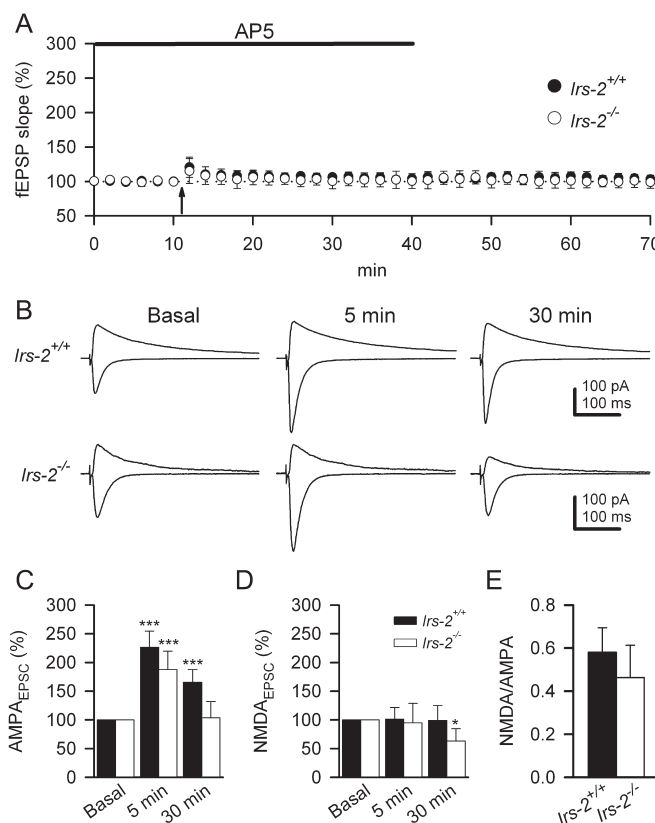 A
AP5
300
250
200
150
100
50
fEPSP slope (%)
Irs-2+/+
Irs-2-/-
0 10 20 30 40 50 60 70
min
B
Basal 5 min 30 min
Irs-2+/+
100 pA
100 ms
Irs-2-/-
100 pA
100 ms
C
300
250
200
150
100
50
0
AMPAEPSC (%)
***
***
***
Basal 5 min 30 min
D
300
250
200
150
100
50
0
NMDAEPSC (%)
Irs-2+/+
Irs-2-/-
*
Basal 5 min 30 min
E
0.8
0.6
0.4
0.2
0.0
NMDA/AMPA
Irs-2+/+
Irs-2-/-